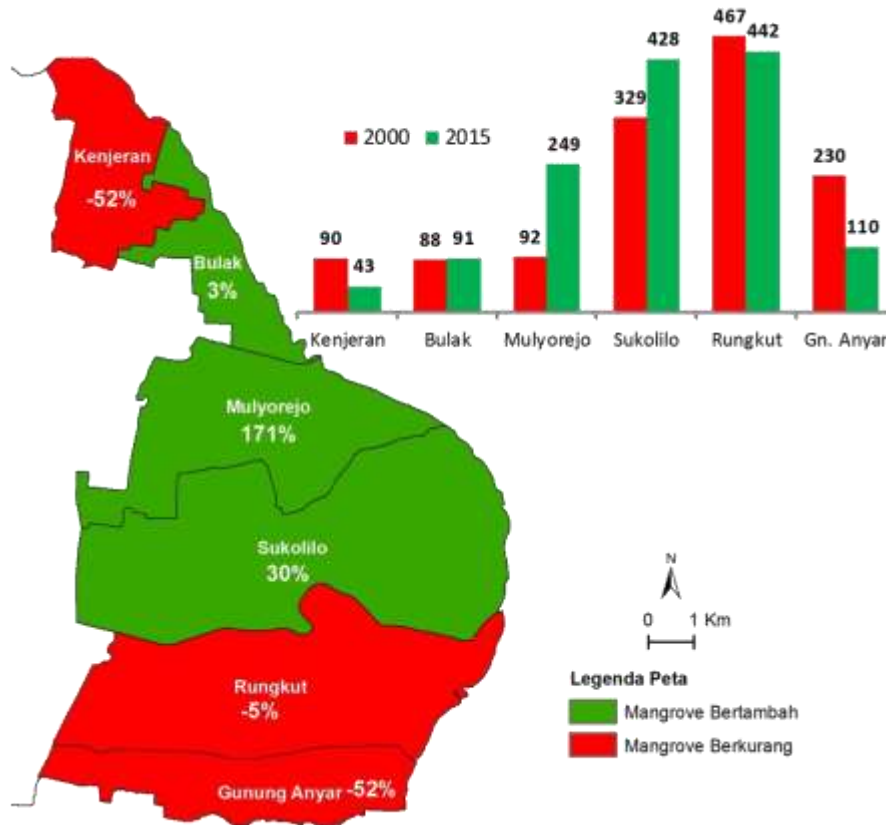 467
442
428
329
2000 2015
249
230
110
90
43
88
91
92
Kenjeran
Bulak
Mulyorejo
Sukolilo
Rungkut
Gn. Anyar
Kenjeran
-52%
Bulak
3%
Mulyorejo
171%
Sukolilo
30%
Rungkut
-5%
Gunung Anyar -52%
N
0 1 Km
Legenda Peta
Mangrove Bertambah
Mangrove Berkurang